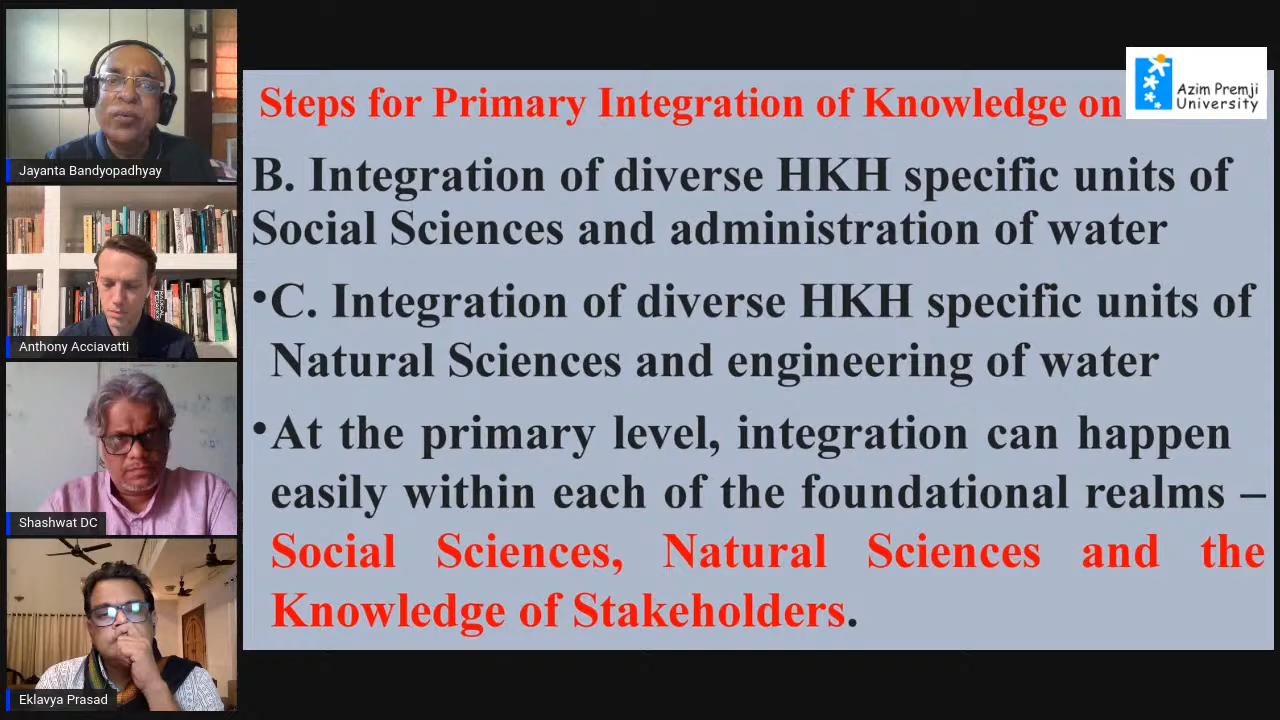 Steps for Primary Integration of Knowledge on
Azim Premji
University
B. Integration of diverse HKH specific units of
Social Sciences and administration of water
•C. Integration of diverse HKH specific units of
Natural Sciences and engineering of water
•At the primary level, integration can happen
easily within each of the foundational realms –
Social Sciences, Natural Sciences and the
Knowledge of Stakeholders.
Jayanta Bandyopadhyay
Anthony Acciavatti
Shashwat DC
Eklavya Prasad